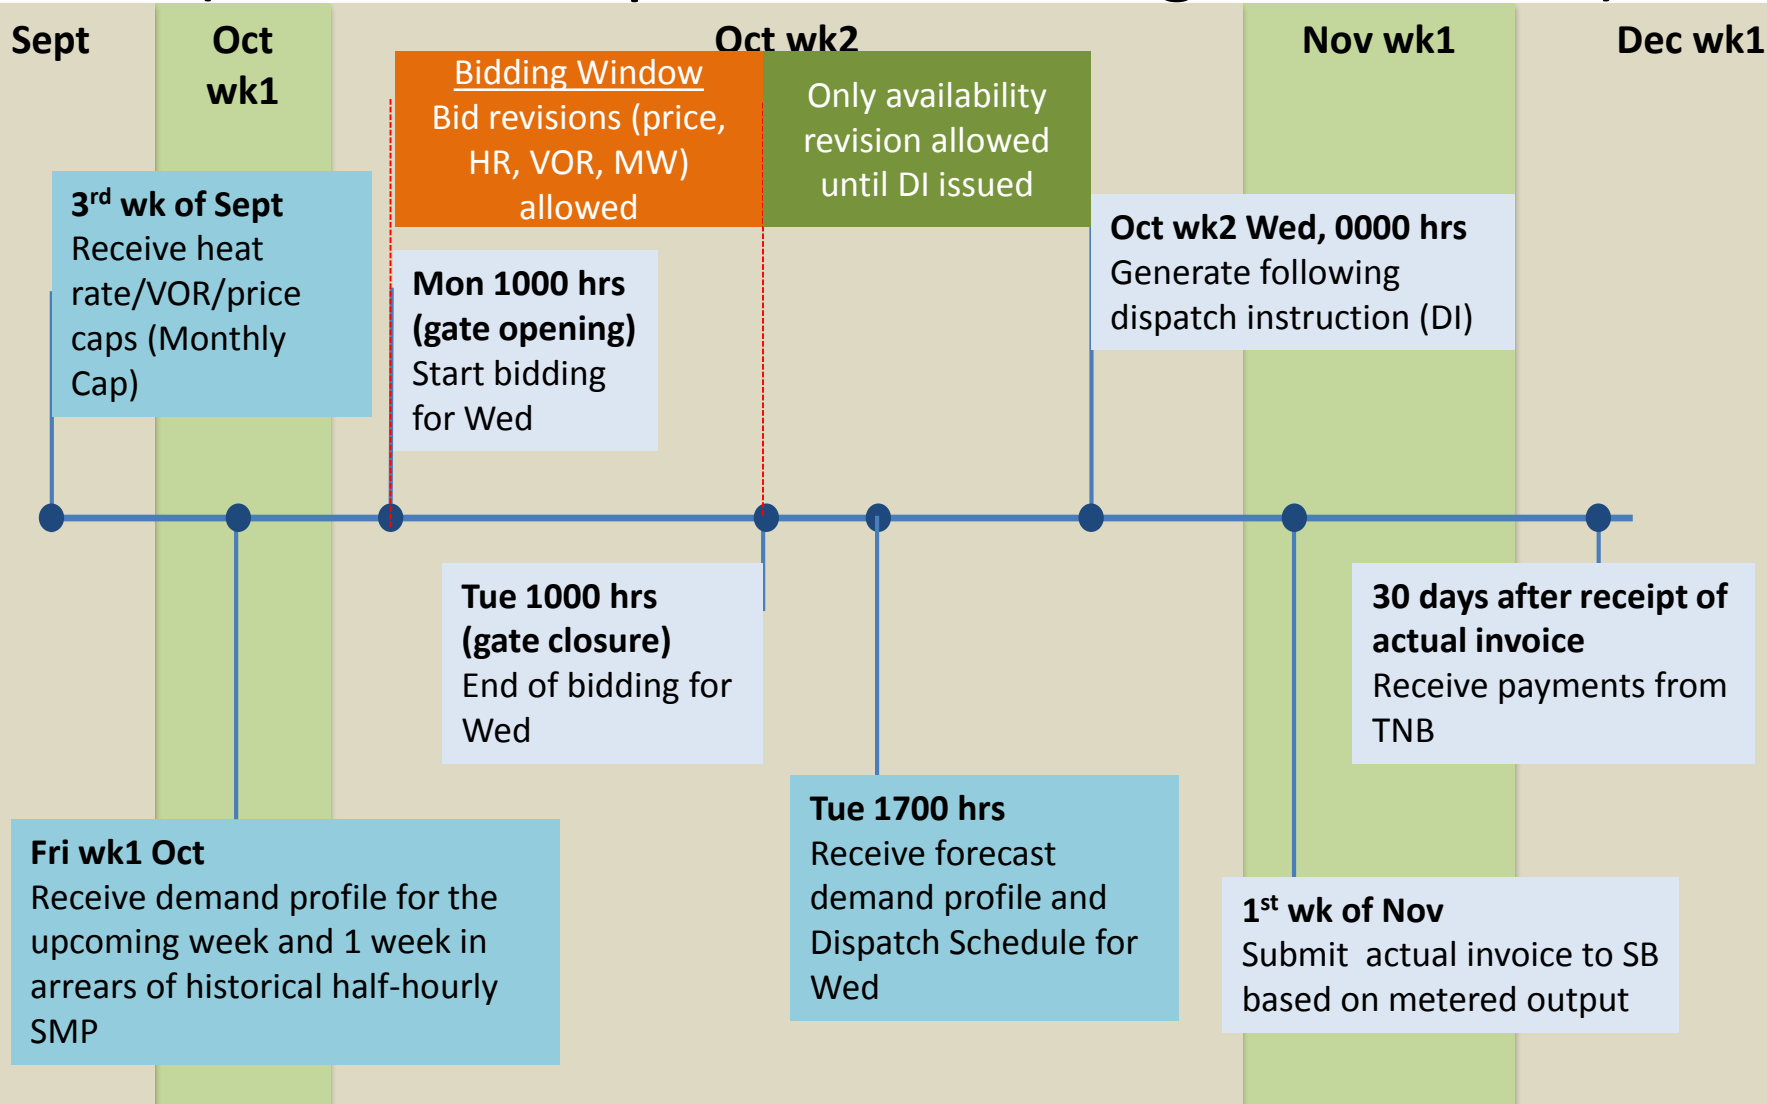 Sept
Oct
wk1
Oct wk2
Nov wk1
Dec wk1
Bidding Window
Bid revisions (price,
HR, VOR, MW)
allowed
Only availability
revision allowed
until DI issued
3rd wk of Sept
Receive heat
rate/VOR/price
caps (Monthly
Cap)
Mon 1000 hrs
(gate opening)
Start bidding
for Wed
Oct wk2 Wed, 0000 hrs
Generate following
dispatch instruction (DI)
Tue 1000 hrs
(gate closure)
End of bidding for
Wed
30 days after receipt of
actual invoice
Receive payments from
TNB
Tue 1700 hrs
Receive forecast
demand profile and
Dispatch Schedule for
Wed
Fri wk1 Oct
Receive demand profile for the
upcoming week and 1 week in
arrears of historical half-hourly
SMP
1st wk of Nov
Submit  actual invoice to SB
based on metered output